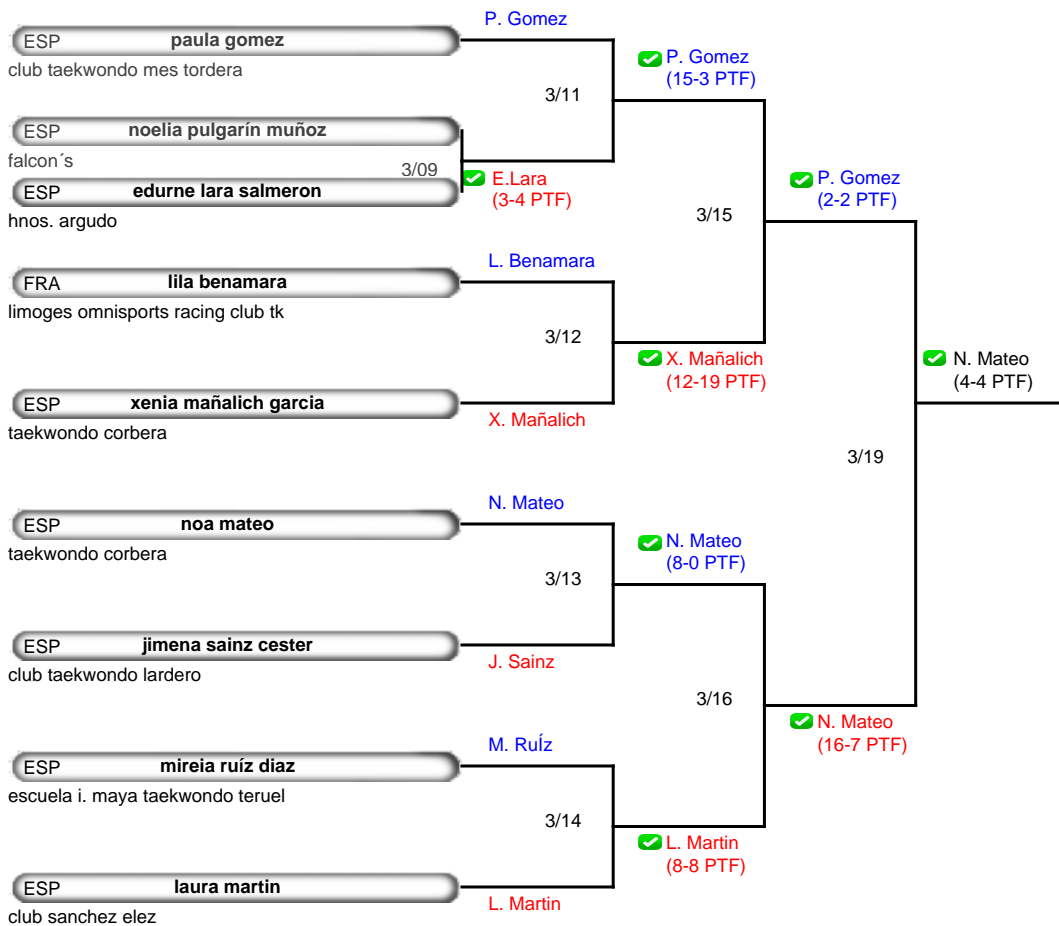 P. Gomez
ESP paula gomez
club taekwondo mes tordera
P. Gomez
(15-3 PTF)
3/11
ESP noelia pulgarín muñoz
falcon´s
3/09
E.Lara
(3-4 PTF)
ESP edurne lara salmeron
hnos. argudo
P. Gomez
(2-2 PTF)
3/15
L. Benamara
FRA lila benamara
limoges omnisports racing club tk
3/12
X. Mañalich
(12-19 PTF)
N. Mateo
(4-4 PTF)
ESP xenia mañalich garcia
X. Mañalich
taekwondo corbera
3/19
N. Mateo
ESP noa mateo
taekwondo corbera
N. Mateo
(8-0 PTF)
3/13
ESP jimena sainz cester
J. Sainz
club taekwondo lardero
3/16
N. Mateo
(16-7 PTF)
M. RuÍz
ESP mireia ruíz diaz
escuela i. maya taekwondo teruel
3/14
L. Martin
(8-8 PTF)
ESP laura martin
L. Martin
club sanchez elez